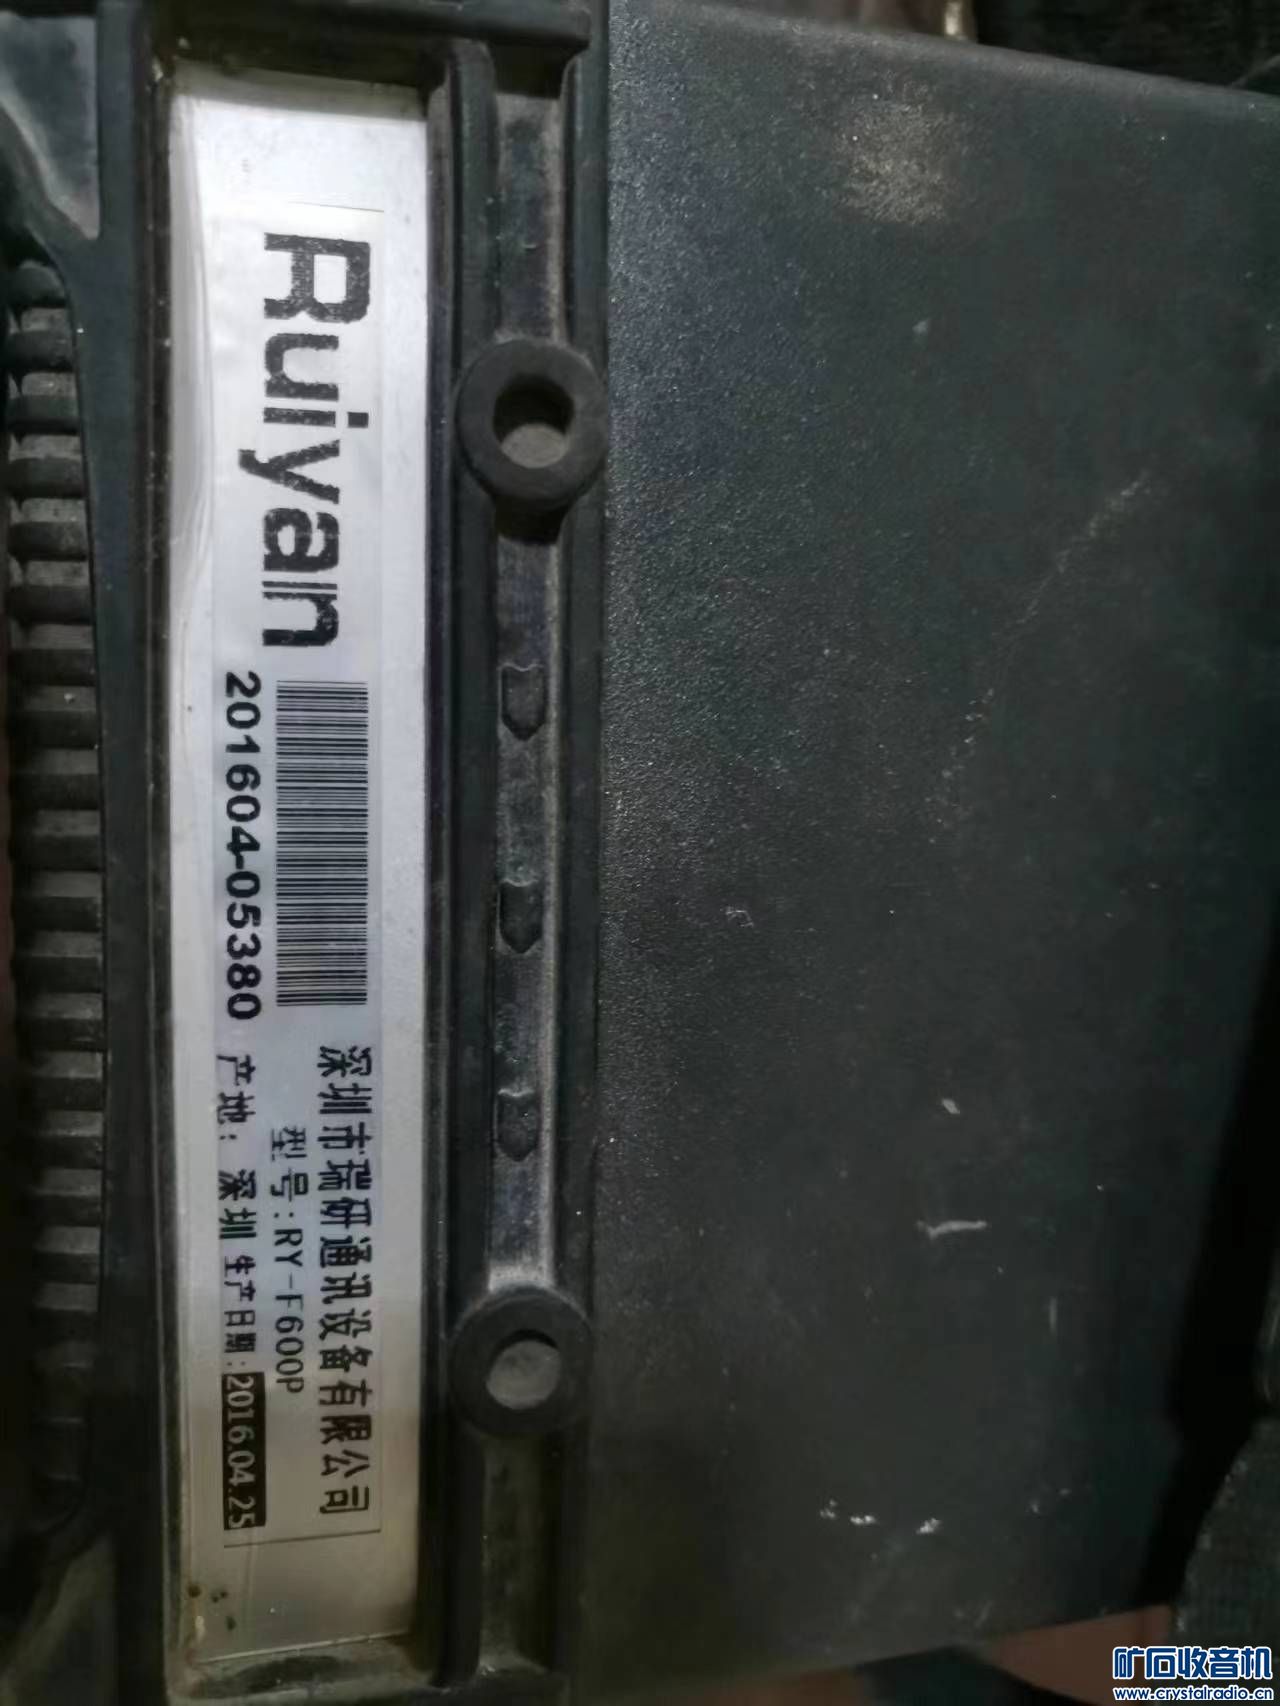 Ruiyan
201604-05380
深圳市瑞研通讯设备有限公司
型号:RY-F600P
产地: 深圳 生产日期:2016.04.25
矿石收音机
www.crystalradio.cn